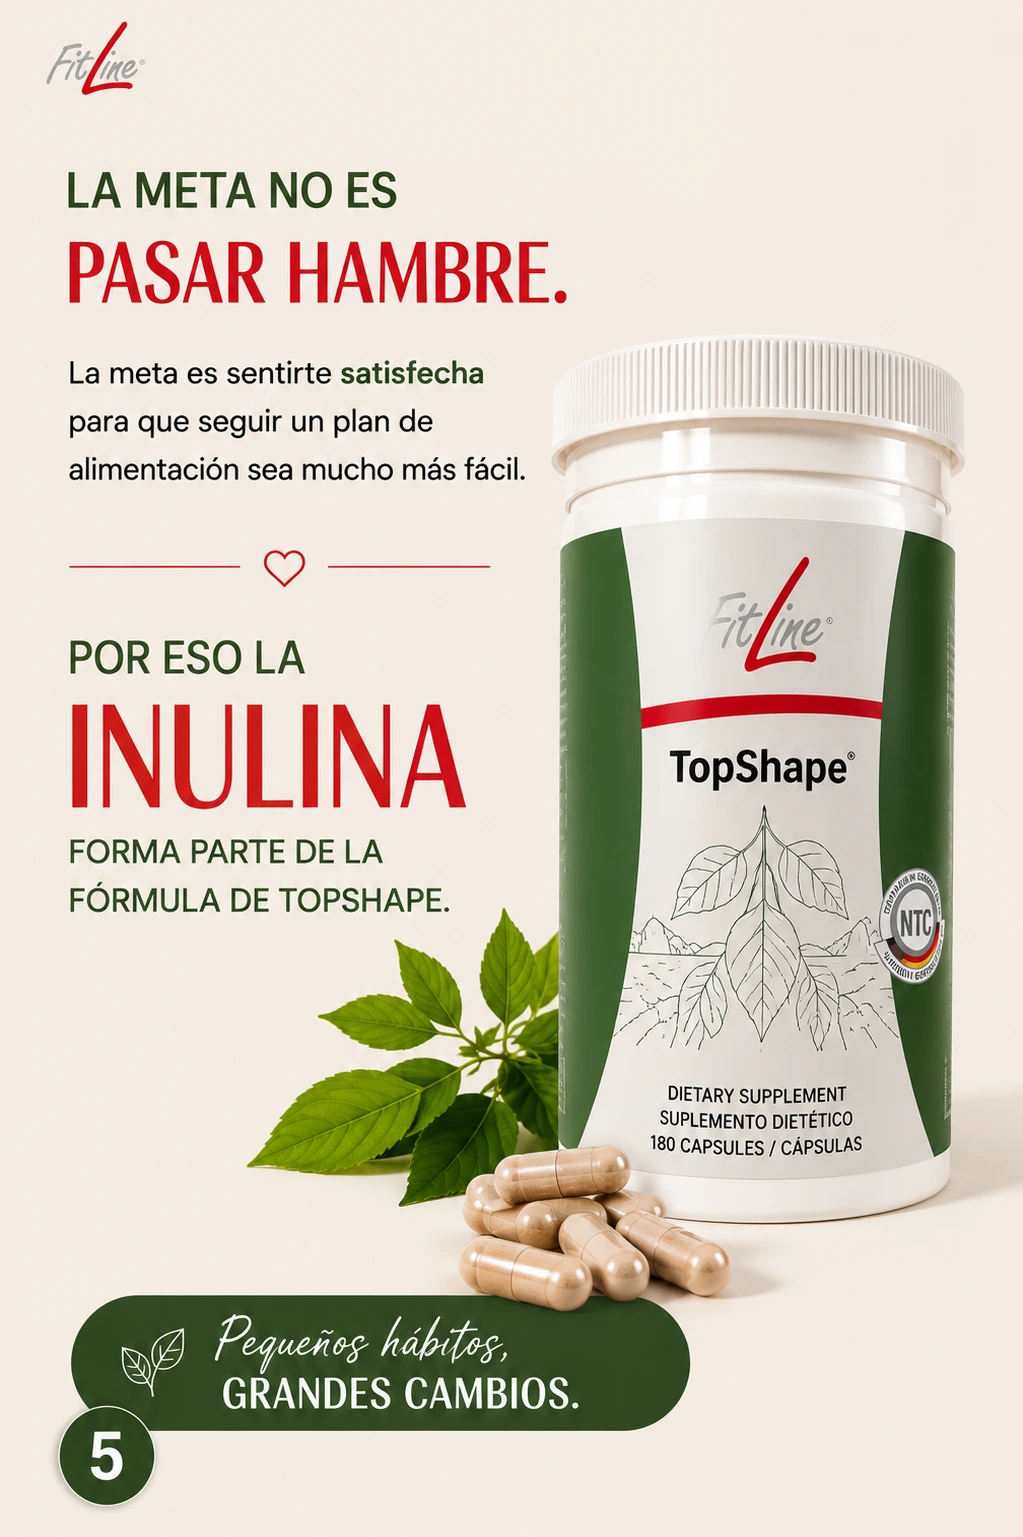 FitLine®
LA META NO ES
PASAR HAMBRE.
La meta es sentirte satisfecha
para que seguir un plan de
alimentación sea mucho más fácil.
POR ESO LA
INULINA
FORMA PARTE DE LA
FÓRMULA DE TOPSHAPE.
FitLine®
TopShape®
NTC
DIETARY SUPPLEMENT
SUPLEMENTO DIETÉTICO
180 CAPSULES / CÁPSULAS
Pequeños hábitos,
GRANDES CAMBIOS.
5